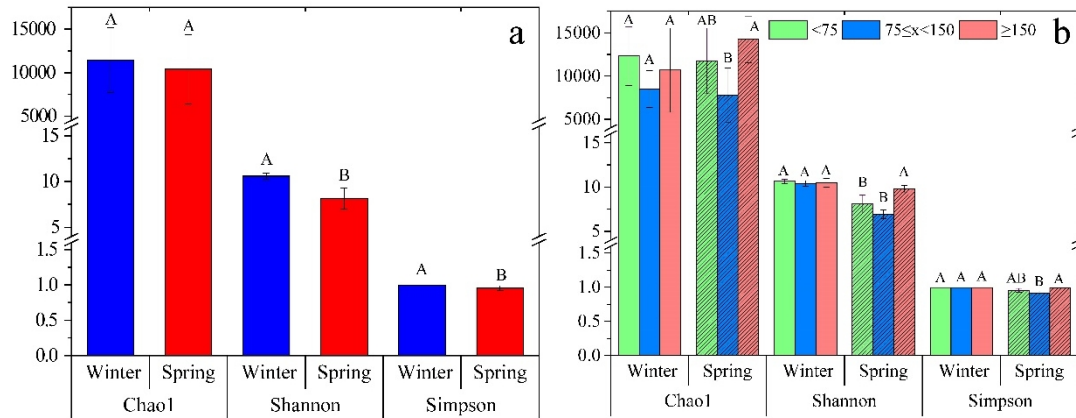 a
15000
10000
5000
15
10
5
1.5
1.0
0.5
0.0
A A
A B
A B
Winter Spring Winter Spring Winter Spring
Chao1 Shannon Simpson
b
<75 75≤x<150 ≥150
15000
10000
5000
15
10
5
1.5
1.0
0.5
0.0
A A A AB B A
A A A B B A
A A A AB B A
Winter Spring Winter Spring Winter Spring
Chao1 Shannon Simpson